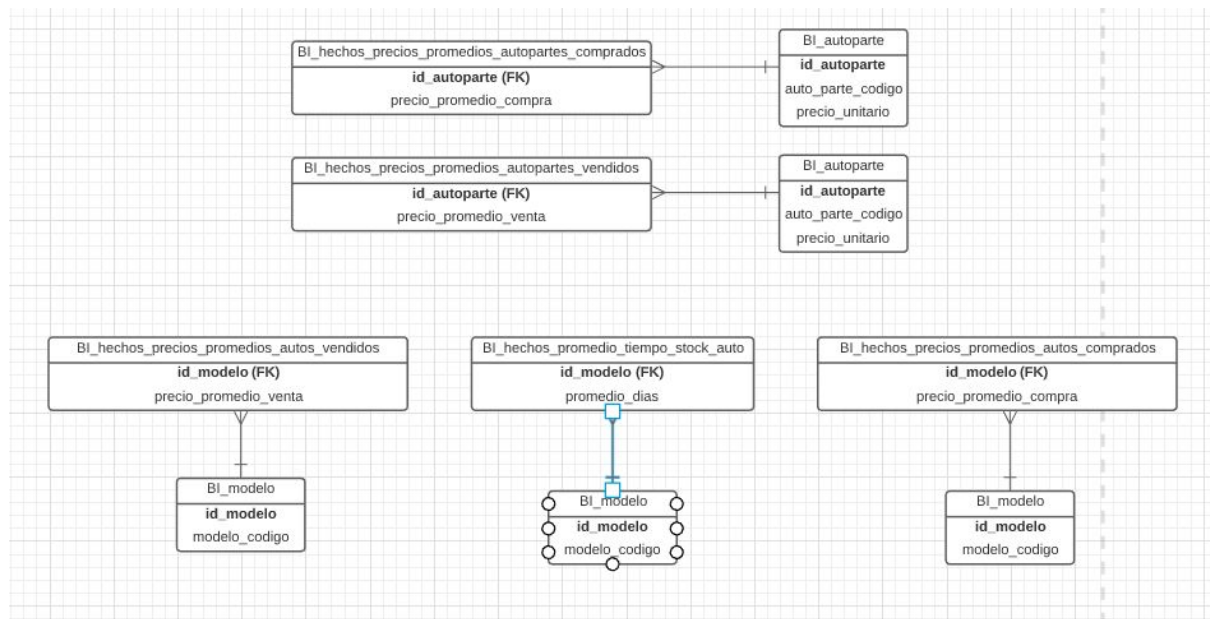 BI_hechos_precios_promedios_autopartes_comprados
id_autoparte (FK)
precio_promedio_compra
BI_autoparte
id_autoparte
auto_parte_codigo
precio_unitario
BI_hechos_precios_promedios_autopartes_vendidos
id_autoparte (FK)
precio_promedio_venta
BI_autoparte
id_autoparte
auto_parte_codigo
precio_unitario
BI_hechos_precios_promedios_autos_vendidos
id_modelo (FK)
precio_promedio_venta
BI_hechos_promedio_tiempo_stock_auto
id_modelo (FK)
promedio_dias
BI_hechos_precios_promedios_autos_comprados
id_modelo (FK)
precio_promedio_compra
BI_modelo
id_modelo
modelo_codigo
BI_modelo
id_modelo
modelo_codigo
BI_modelo
id_modelo
modelo_codigo